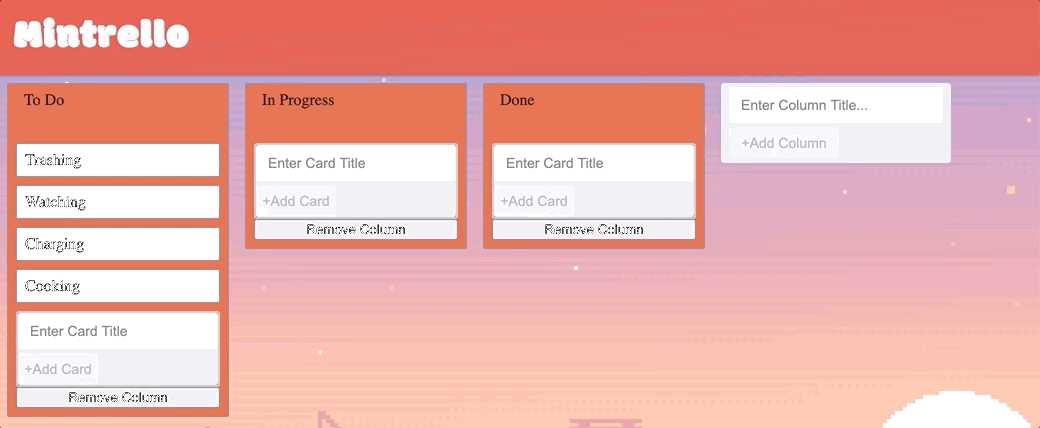 Mintrello
To Do
Trashing
Watching
Charging
Cooking
Enter Card Title
+Add Card
Remove Column
In Progress
Enter Card Title
+Add Card
Remove Column
Done
Enter Card Title
+Add Card
Remove Column
Enter Column Title...
+Add Column